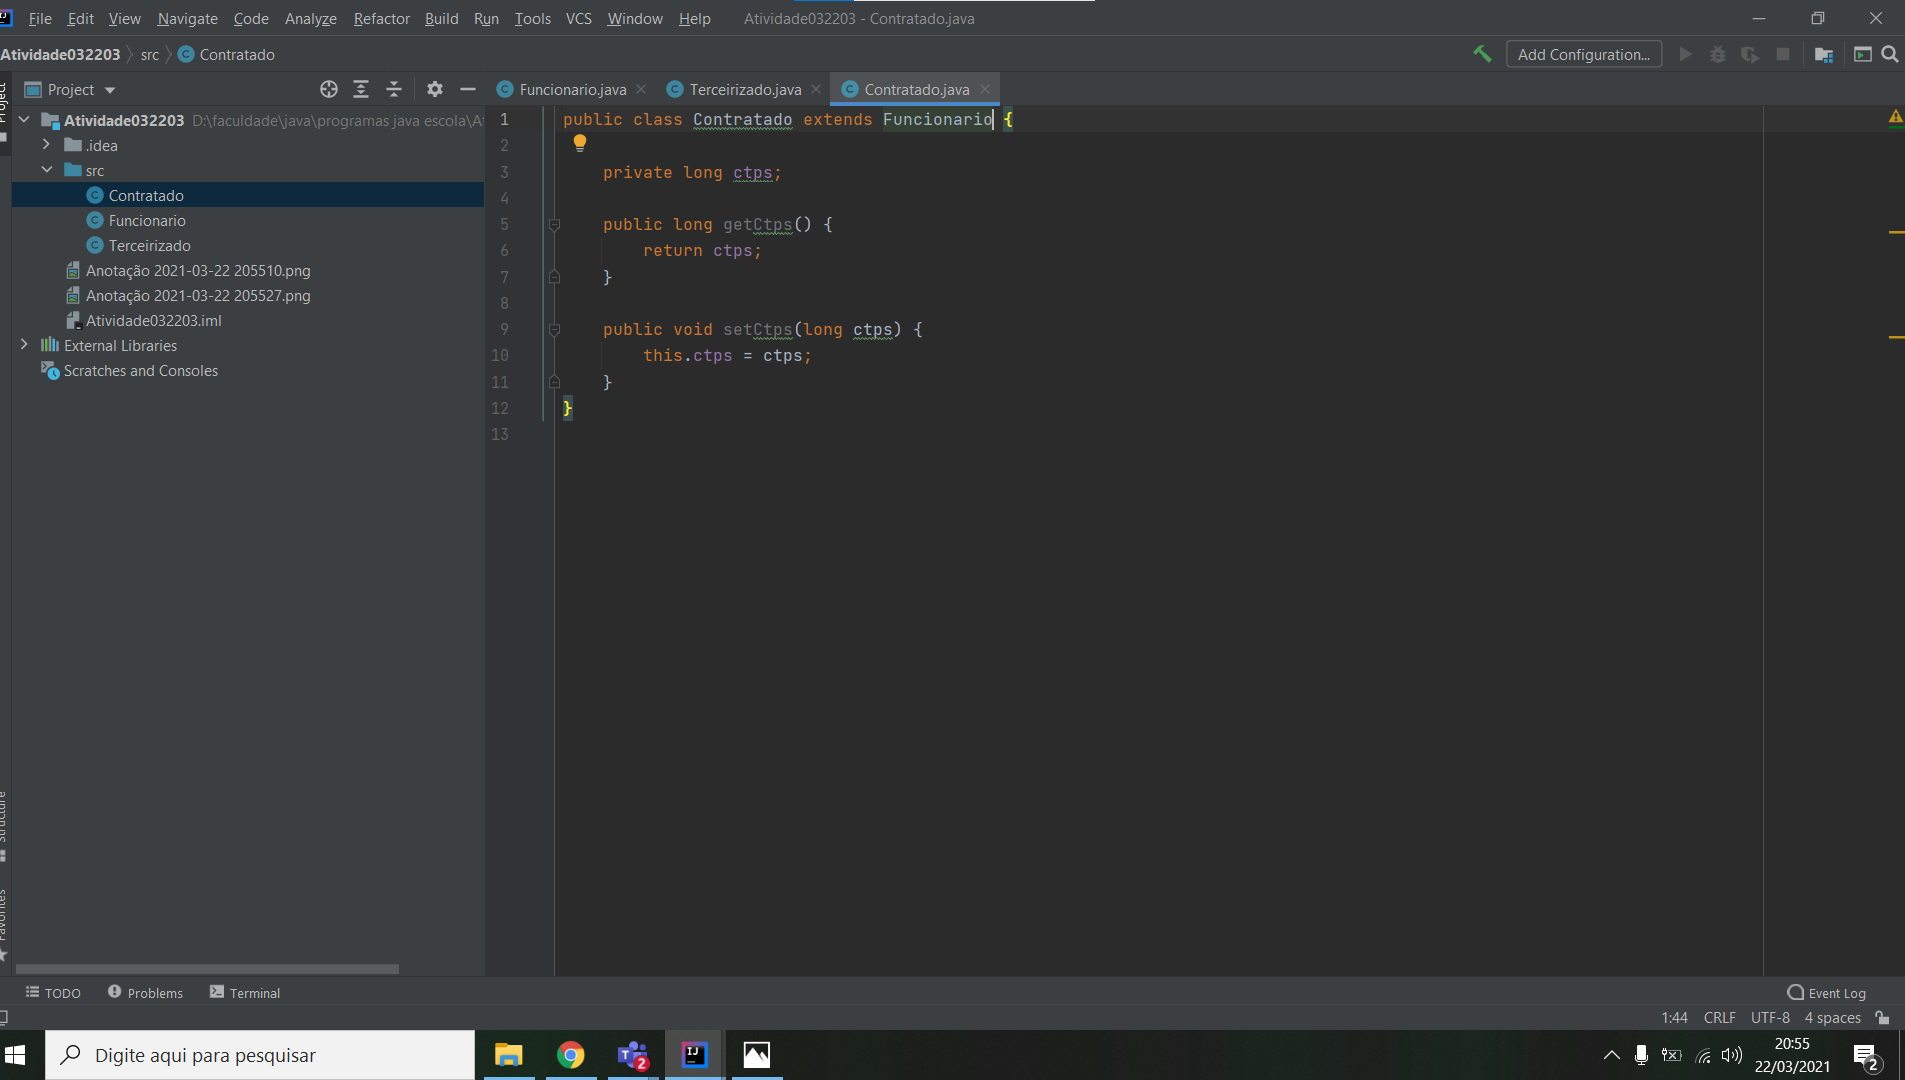 File Edit View Navigate Code Analyze Refactor Build Run Tools VCS Window Help Atividade032203 - Contratado.java
Atividade032203 src Contratado Add Configuration...
Project Funcionario.java Terceirizado.java Contratado.java
Project
Atividade032203 D:\faculdade\java\programas java escola\A
.idea
src
Contratado
Funcionario
Terceirizado
Anotação 2021-03-22 205510.png
Anotação 2021-03-22 205527.png
Atividade032203.iml
External Libraries
Scratches and Consoles
1 public class Contratado extends Funcionario {
2
3 private long ctps;
4
5 public long getCtps() {
6 return ctps;
7 }
8
9 public void setCtps(long ctps) {
10 this.ctps = ctps;
11 }
12 }
13
Structure
Favorites
TODO Problems Terminal Event Log
1:44 CRLF UTF-8 4 spaces
Digite aqui para pesquisar
2
IJ
20:55
22/03/2021
2